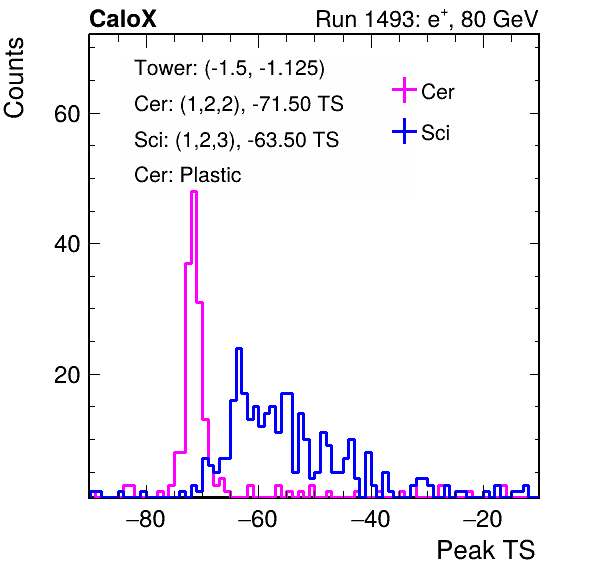 CaloX Run 1493: e⁺, 80 GeV
Counts
Tower: (-1.5, -1.125)
Cer: (1,2,2), -71.50 TS
Sci: (1,2,3), -63.50 TS
Cer: Plastic
Cer
Sci
60
40
20
−80 −60 −40 −20
Peak TS